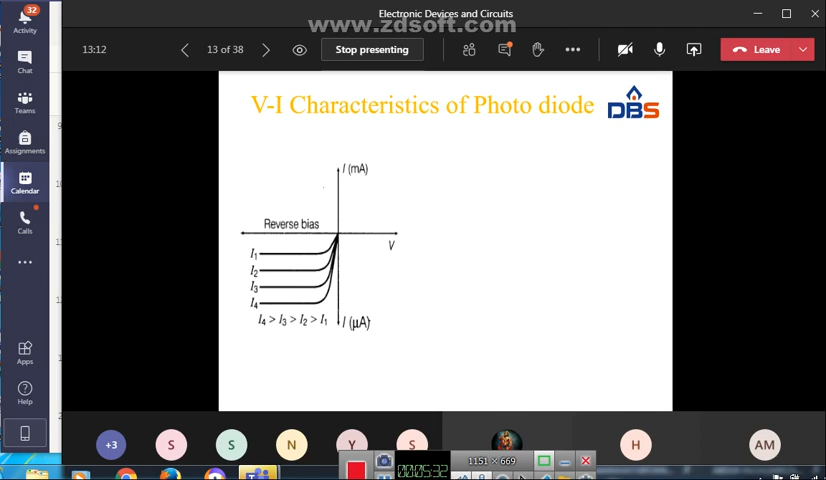 Electronic Devices and Circuits
www.zdsoft.com
32
Activity
Chat
Teams
Assignments
Calendar
Calls
Apps
Help
13:12
13 of 38
Stop presenting
Leave
V-I Characteristics of Photo diode
DBS
I (mA)
Reverse bias
V
I1
I2
I3
I4
I4 > I3 > I2 > I1
I (μA)
+3
S
S
N
Y
S
H
AM
00:05:32
1151 × 669